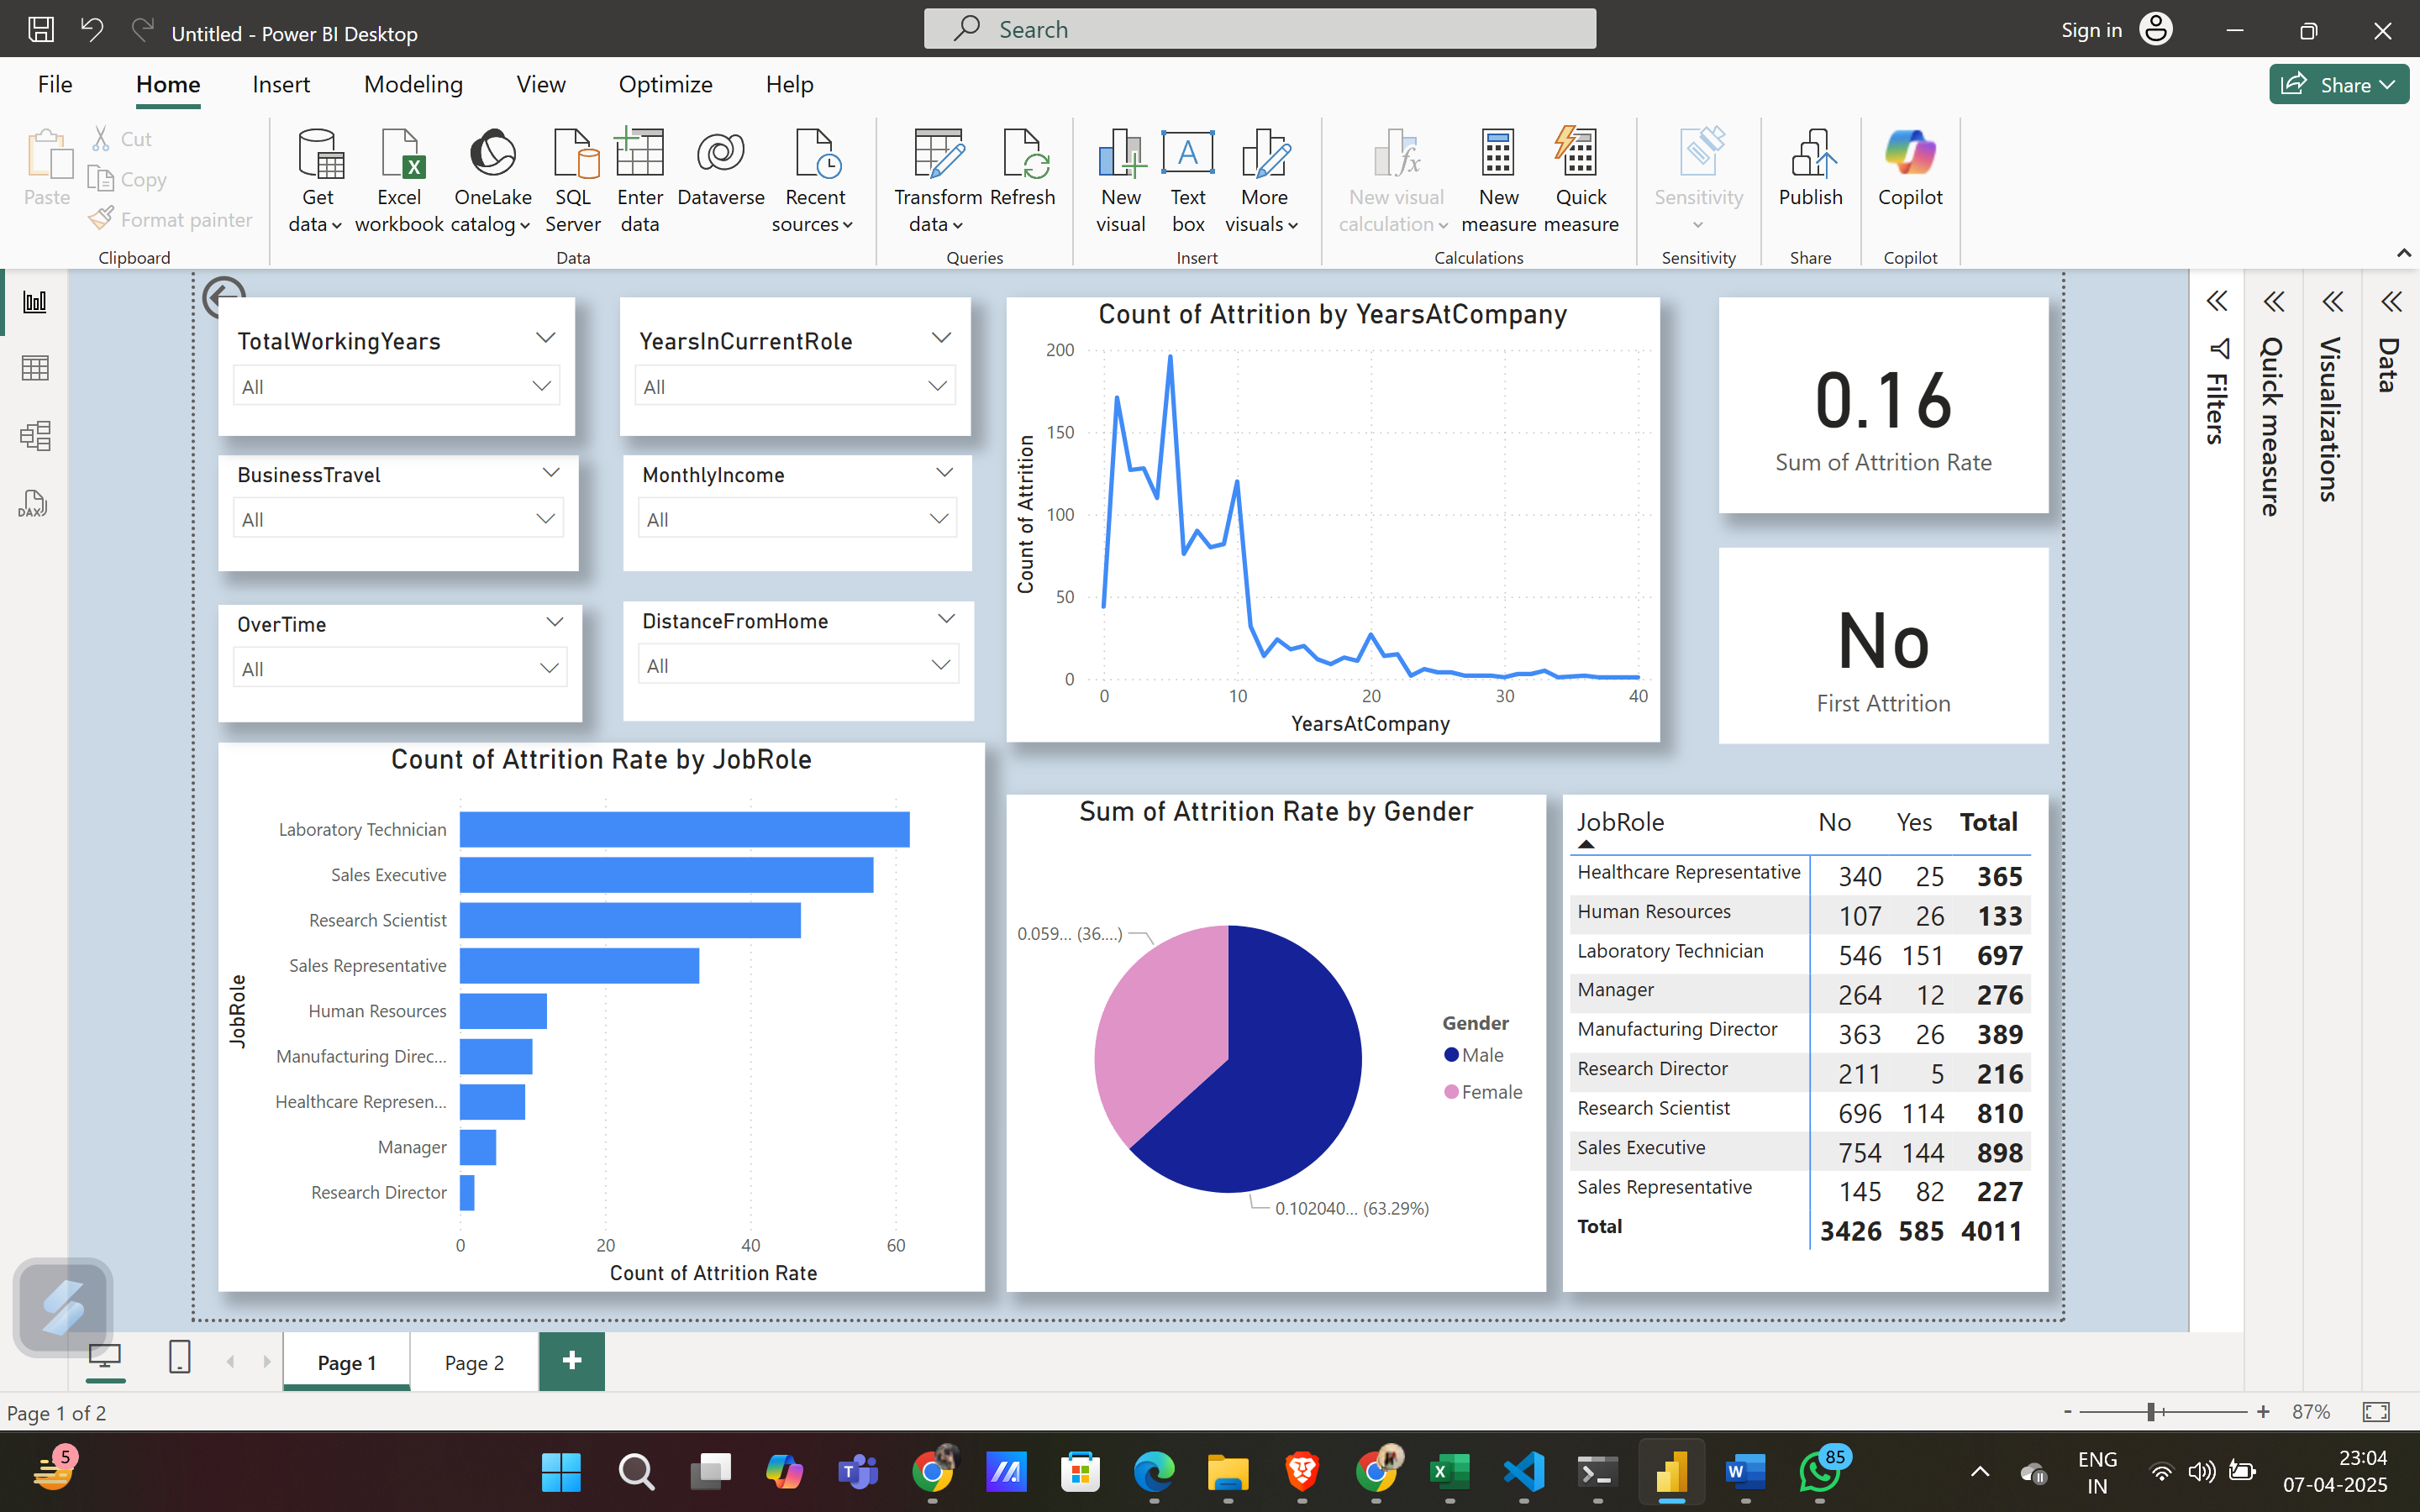 Untitled - Power BI Desktop
Search
Sign in
File
Home
Insert
Modeling
View
Optimize
Help
Share
Paste
Cut
Copy
Format painter
Clipboard
Get data
Excel workbook
OneLake catalog
SQL Server
Enter data
Dataverse
Recent sources
Data
Transform data
Refresh
Queries
New visual
Text box
More visuals
Insert
New visual calculation
New measure
Quick measure
Calculations
Sensitivity
Sensitivity
Publish
Share
Copilot
Copilot
DAX
TotalWorkingYears
All
YearsInCurrentRole
All
BusinessTravel
All
MonthlyIncome
All
OverTime
All
DistanceFromHome
All
Count of Attrition by YearsAtCompany
Count of Attrition
200
150
100
50
0
0 10 20 30 40
YearsAtCompany
0.16
Sum of Attrition Rate
No
First Attrition
Filters
Quick measure
Visualizations
Data
Count of Attrition Rate by JobRole
JobRole
Laboratory Technician
Sales Executive
Research Scientist
Sales Representative
Human Resources
Manufacturing Direc...
Healthcare Represen...
Manager
Research Director
0 20 40 60
Count of Attrition Rate
Sum of Attrition Rate by Gender
0.059... (36....)
0.102040... (63.29%)
Gender
Male
Female
JobRole No Yes Total
Healthcare Representative 340 25 365
Human Resources 107 26 133
Laboratory Technician 546 151 697
Manager 264 12 276
Manufacturing Director 363 26 389
Research Director 211 5 216
Research Scientist 696 114 810
Sales Executive 754 144 898
Sales Representative 145 82 227
Total 3426 585 4011
Page 1
Page 2
Page 1 of 2
87%
5
85
ENG
IN
23:04
07-04-2025